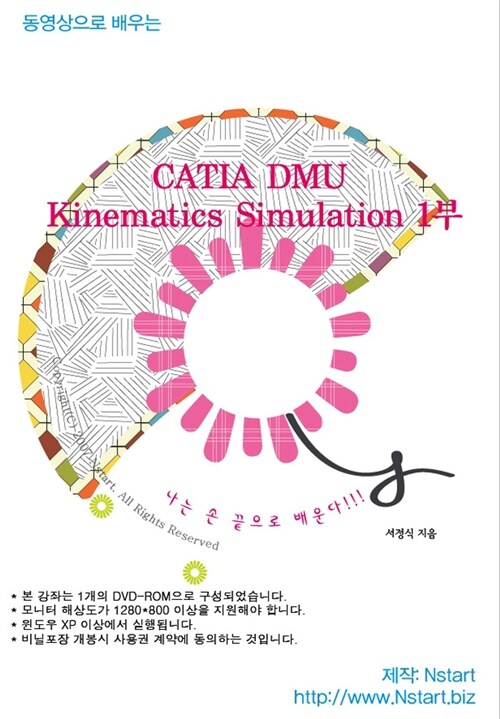 동영상으로 배우는
CATIA DMU
Kinematics Simulation 1부
Copyright(C) 2007 Nstart. All Rights Reserved
나는 손 끝으로 배운다!!!
서정식 지음
* 본 강좌는 1개의 DVD-ROM으로 구성되었습니다.
* 모니터 해상도가 1280*800 이상을 지원해야 합니다.
* 윈도우 XP 이상에서 실행됩니다.
* 비닐포장 개봉시 사용권 계약에 동의하는 것입니다.
제작: Nstart
http://www.Nstart.biz